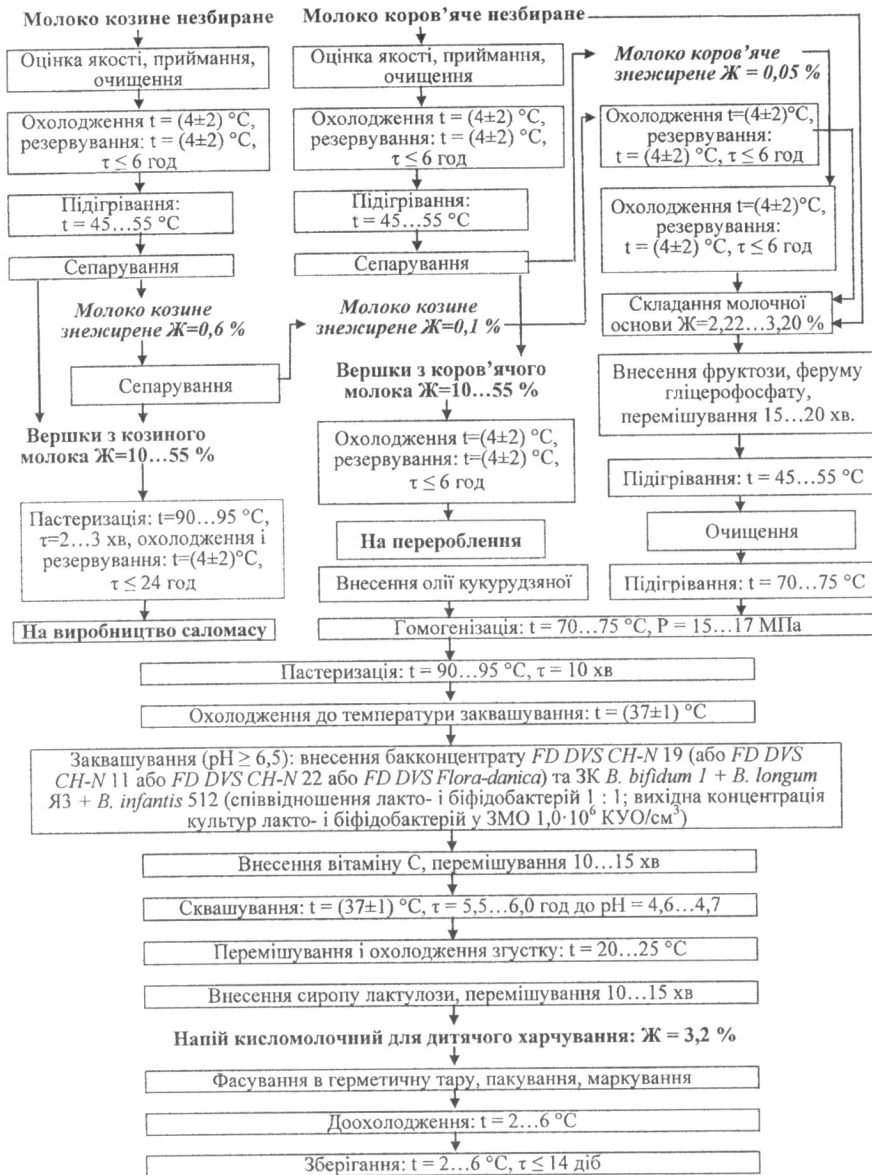 Молоко козине незбиране
Оцінка якості, приймання,
очищення
Охолодження t = (4±2) °С,
резервування: t = (4±2) °С,
τ ≤ 6 год
Підігрівання:
t = 45…55 °С
Сепарування
Молоко козине
знежирене Ж=0,6 %
Сепарування
Вершки з козиного
молока Ж=10…55 %
Пастеризація: t=90…95 °С,
τ=2…3 хв, охолодження і
резервування: t=(4±2)°С,
τ ≤ 24 год
На виробництво саломасу
Молоко коров’яче незбиране
Оцінка якості, приймання,
очищення
Охолодження t = (4±2) °С,
резервування: t = (4±2) °С,
τ ≤ 6 год
Підігрівання:
t = 45…55 °С
Сепарування
Молоко козине
знежирене Ж=0,1 %
Вершки з коров’ячого
молока Ж=10…55 %
Охолодження t=(4±2) °С,
резервування: t=(4±2) °С,
τ ≤ 6 год
На перероблення
Внесення олії кукурудзяної
Молоко коров’яче
знежирене Ж = 0,05 %
Охолодження t=(4±2)°С,
резервування:
t = (4±2) °С, τ ≤ 6 год
Охолодження t=(4±2)°С,
резервування:
t = (4±2) °С, τ ≤ 6 год
Складання молочної
основи Ж=2,22…3,20 %
Внесення фруктози, феруму
гліцерофосфату,
перемішування 15…20 хв.
Підігрівання: t = 45…55 °С
Очищення
Підігрівання: t = 70…75 °С
Гомогенізація: t = 70…75 °С, Р = 15…17 МПа
Пастеризація: t = 90…95 °С, τ = 10 хв
Охолодження до температури заквашування: t = (37±1) °С
Заквашування (рН ≥ 6,5): внесення бакконцентрату FD DVS CH-N 19 (або FD DVS
CH-N 11 або FD DVS CH-N 22 або FD DVS Flora-danica) та ЗК B. bifidum 1 + B. longum
ЯЗ + B. infantis 512 (співвідношення лакто- і біфідобактерій 1 : 1; вихідна концентрація
культур лакто- і біфідобактерій у ЗМО 1,0·10⁶ КУО/см³)
Внесення вітаміну С, перемішування 10…15 хв
Сквашування: t = (37±1) °С, τ = 5,5…6,0 год до рН = 4,6…4,7
Перемішування і охолодження згустку: t = 20…25 °С
Внесення сиропу лактулози, перемішування 10…15 хв
Напій кисломолочний для дитячого харчування: Ж = 3,2 %
Фасування в герметичну тару, пакування, маркування
Доохолодження: t = 2…6 °С
Зберігання: t = 2…6 °С, τ ≤ 14 діб